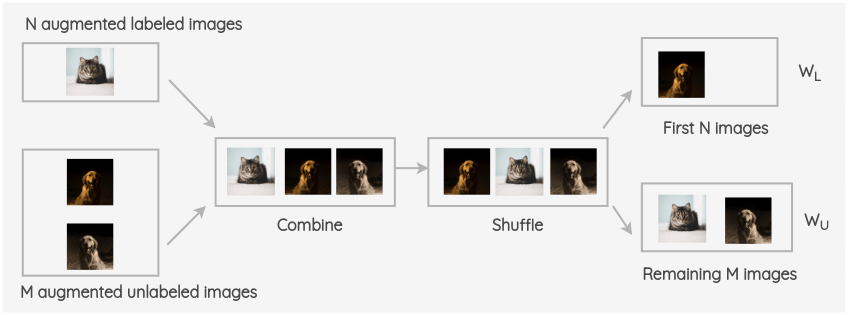 N augmented labeled images
M augmented unlabeled images
Combine
Shuffle
First N images
W_L
Remaining M images
W_U